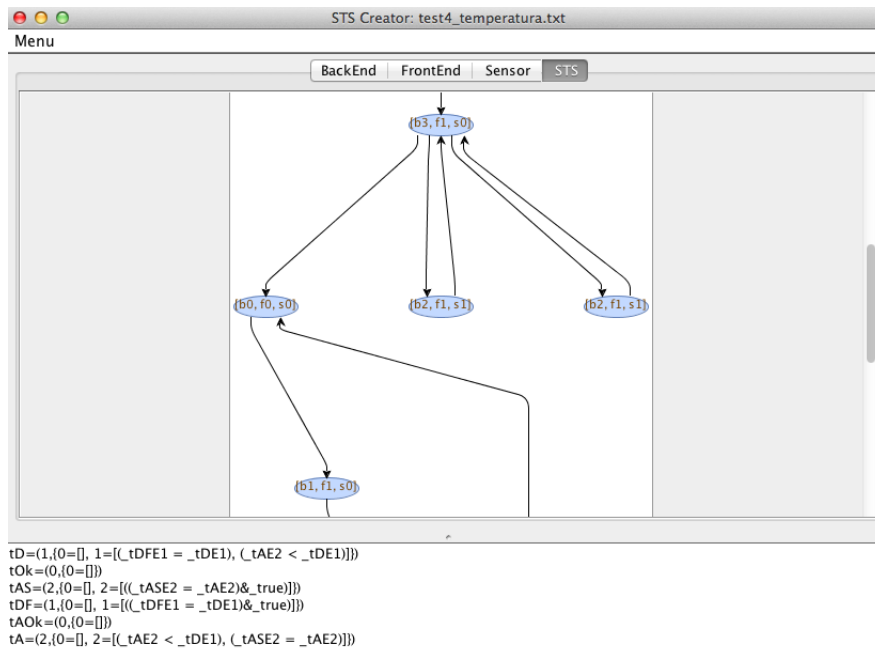 STS Creator: test4_temperatura.txt
Menu
BackEnd FrontEnd Sensor STS
[b3, f1, s0]
[b0, f0, s0] [b2, f1, s1] [b2, f1, s1]
[b1, f1, s0]
tD=(1,{0=[], 1=[(_tDFE1 = _tDE1), (_tAE2 < _tDE1)]})
tOk=(0,{0=[]})
tAS=(2,{0=[], 2=[((_tASE2 = _tAE2)&_true)]})
tDF=(1,{0=[], 1=[((_tDFE1 = _tDE1)&_true)]})
tAOk=(0,{0=[]})
tA=(2,{0=[], 2=[(_tAE2 < _tDE1), (_tASE2 = _tAE2)]})